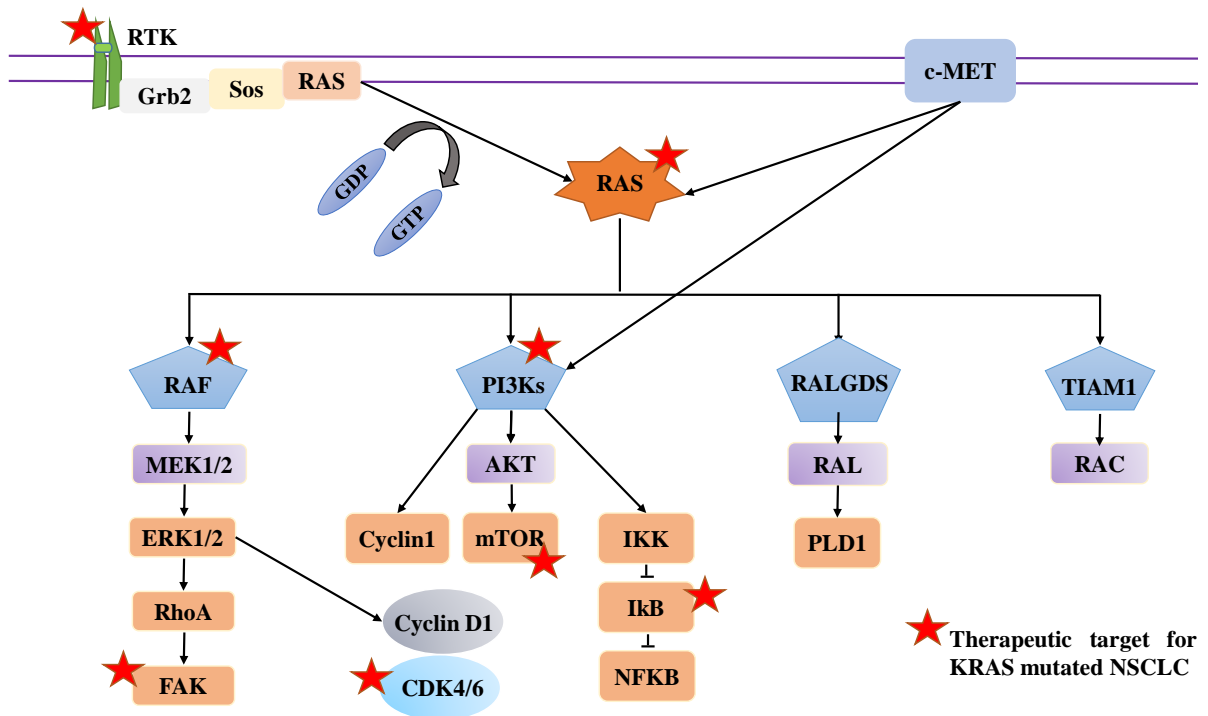 RTK
Grb2
Sos
RAS
c-MET
GDP
GTP
RAS
RAF
PI3Ks
RALGDS
TIAM1
MEK1/2
AKT
RAL
RAC
ERK1/2
Cyclin1
mTOR
IKK
PLD1
RhoA
Cyclin D1
IkB
FAK
CDK4/6
NFKB
Therapeutic target for
KRAS mutated NSCLC